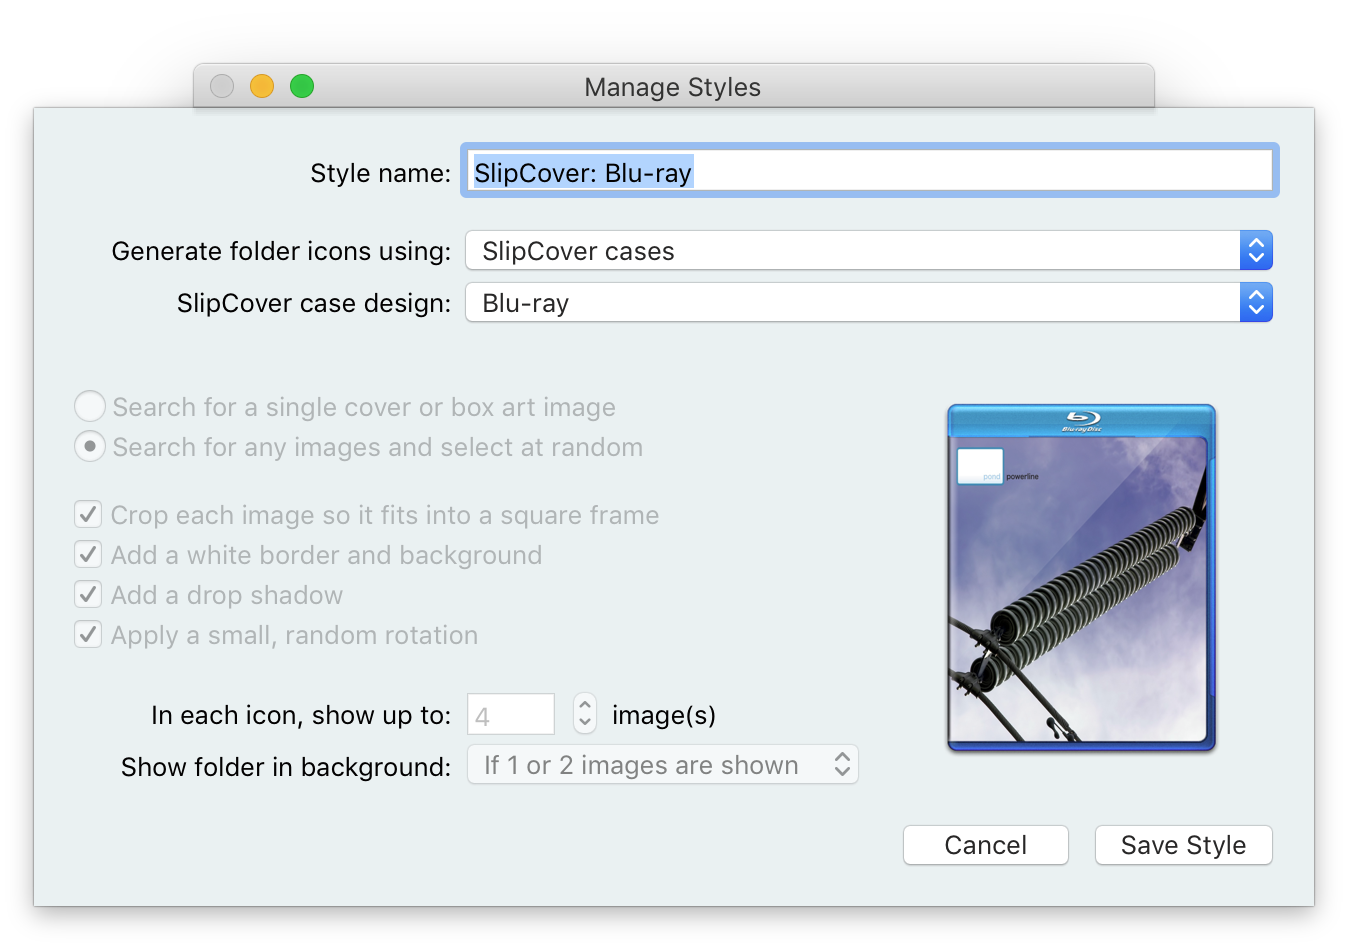 Manage Styles
Style name: SlipCover: Blu-ray
Generate folder icons using: SlipCover cases
SlipCover case design: Blu-ray
Search for a single cover or box art image
Search for any images and select at random
Blu-ray Disc
pond powerline
Crop each image so it fits into a square frame
Add a white border and background
Add a drop shadow
Apply a small, random rotation
In each icon, show up to: 4 image(s)
Show folder in background: If 1 or 2 images are shown
Cancel Save Style